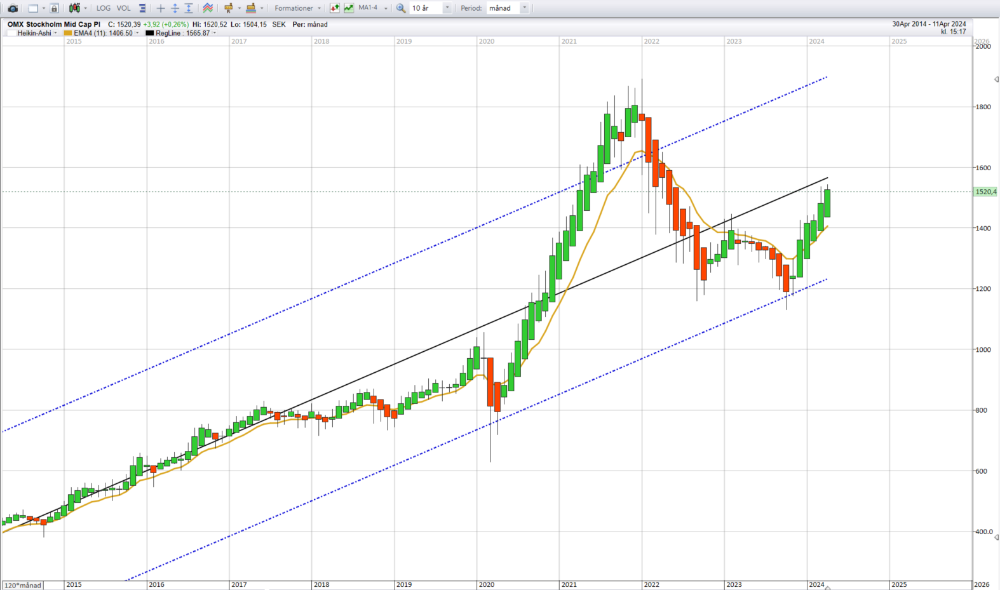 LOG VOL R Formationer MA1-4 10 år Period: månad
OMX Stockholm Mid Cap PI C: 1520,39 +3,92 (+0,26%) Hi: 1520,52 Lo: 1504,15 SEK Per: månad 30Apr 2014 - 11Apr 2024
Heikin-Ashi EMA4 (11): 1406.50 RegLine : 1565.87 kl. 15:17
2015 2016 2017 2018 2019 2020 2021 2022 2023 2024 2025 2026
2000
1800
1600
1520,4
1400
1200
1000
800
600
400.0
120*månad 2015 2016 2017 2018 2019 2020 2021 2022 2023 2024 2025 2026